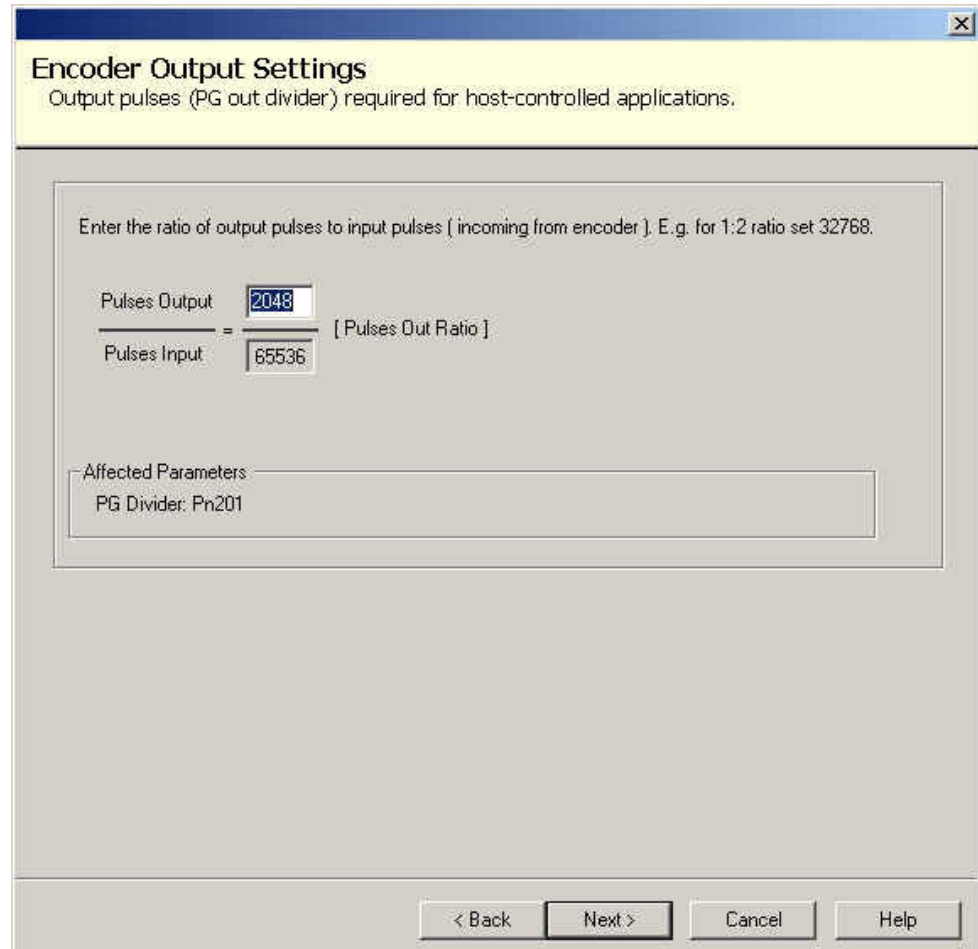 Encoder Output Settings
Output pulses (PG out divider) required for host-controlled applications.
Enter the ratio of output pulses to input pulses ( incoming from encoder ). E.g. for 1:2 ratio set 32768.
Pulses Output 2048
= [ Pulses Out Ratio ]
Pulses Input 65536
Affected Parameters
PG Divider: Pn201
< Back Next > Cancel Help